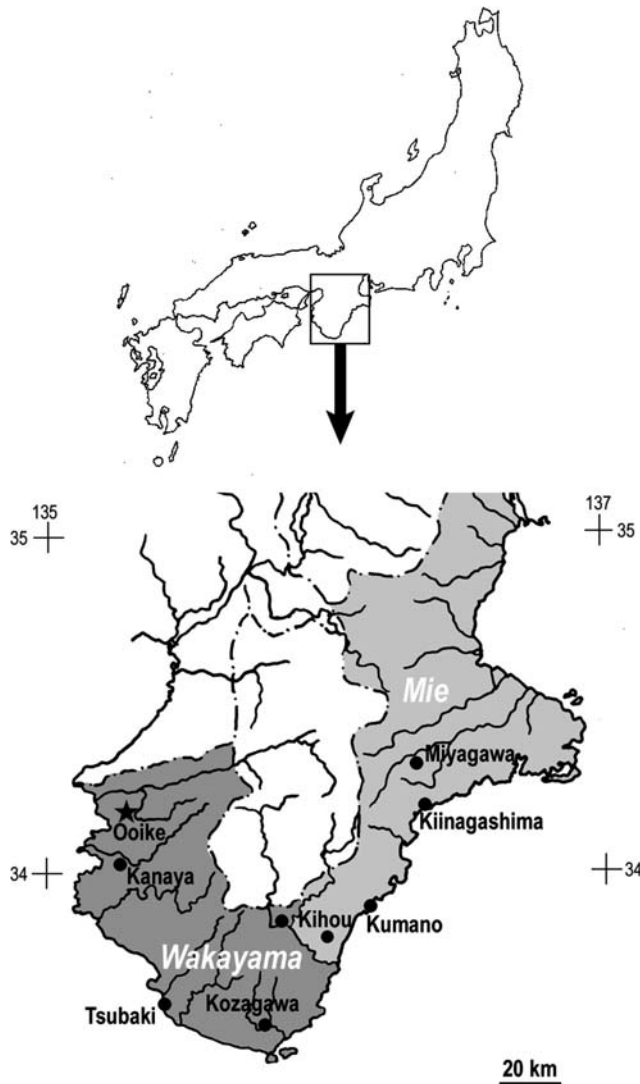 135
137
35
35
Mie
Miyagawa
Kiinagashima
Ooike
Kanaya
34
34
Kihou
Kumano
Wakayama
Tsubaki
Kozagawa
20 km